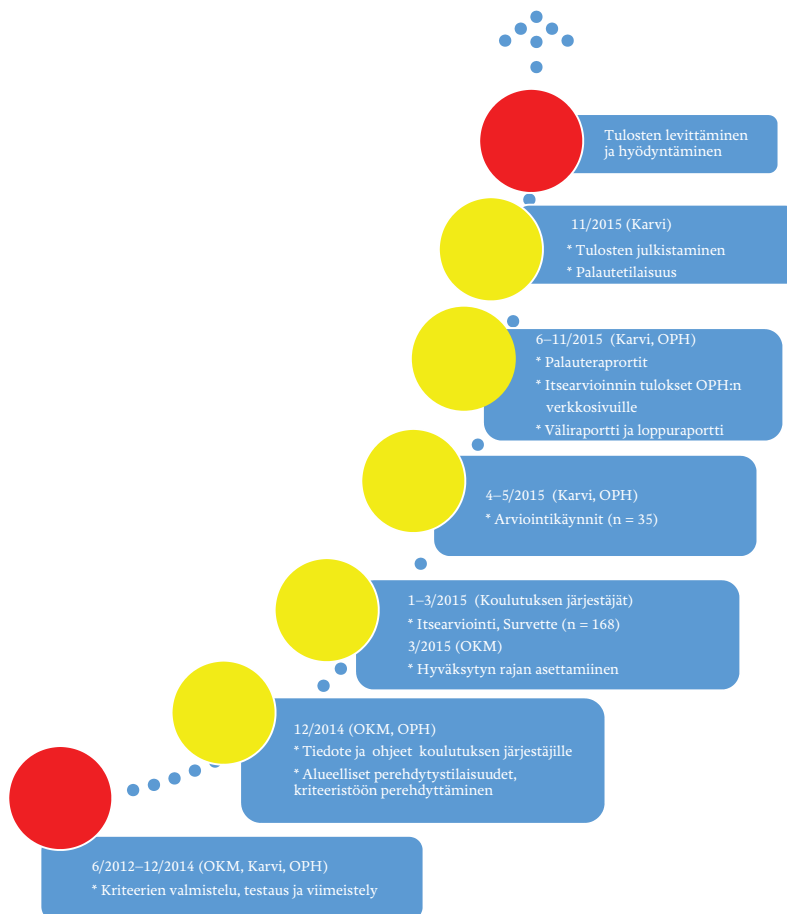 Tulosten levittäminen
ja hyödyntäminen
11/2015 (Karvi)
* Tulosten julkistaminen
* Palautetilaisuus
6–11/2015 (Karvi, OPH)
* Palauteraprortit
* Itsearvioinnin tulokset OPH:n
verkkosivuille
* Väliraportti ja loppuraportti
4–5/2015 (Karvi, OPH)
* Arviointikäynnit (n = 35)
1–3/2015 (Koulutuksen järjestäjät)
* Itsearviointi, Survette (n = 168)
3/2015 (OKM)
* Hyväksytyn rajan asettamiinen
12/2014 (OKM, OPH)
* Tiedote ja ohjeet koulutuksen järjestäjille
* Alueelliset perehdytystilaisuudet,
kriteeristöön perehdyttäminen
6/2012–12/2014 (OKM, Karvi, OPH)
* Kriteerien valmistelu, testaus ja viimeistely